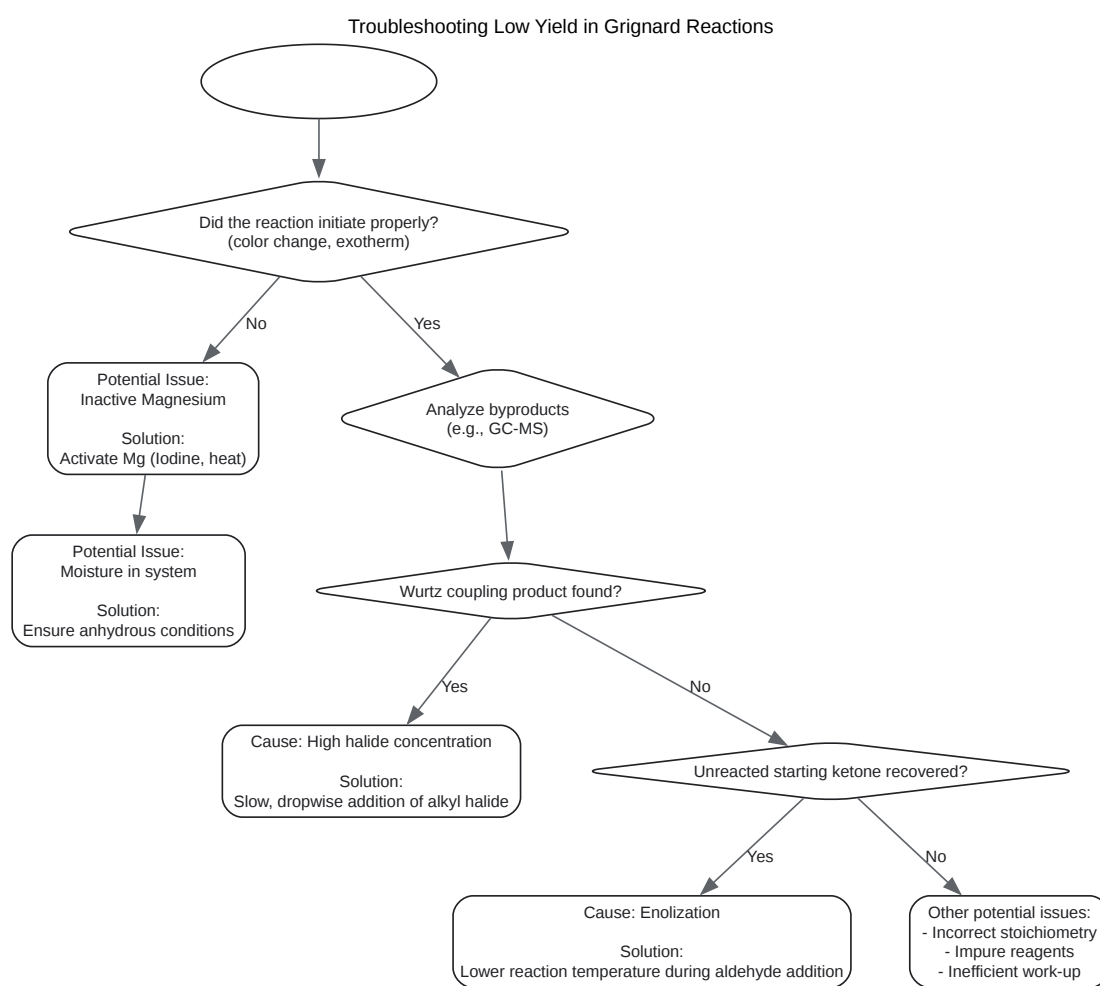 Troubleshooting Low Yield in Grignard Reactions
Did the reaction initiate properly?
(color change, exotherm)
No
Yes
Potential Issue:
Inactive Magnesium
Solution:
Activate Mg (Iodine, heat)
Analyze byproducts
(e.g., GC-MS)
Potential Issue:
Moisture in system
Solution:
Ensure anhydrous conditions
Wurtz coupling product found?
Yes
No
Cause: High halide concentration
Solution:
Slow, dropwise addition of alkyl halide
Unreacted starting ketone recovered?
Yes
No
Cause: Enolization
Solution:
Lower reaction temperature during aldehyde addition
Other potential issues:
- Incorrect stoichiometry
- Impure reagents
- Inefficient work-up